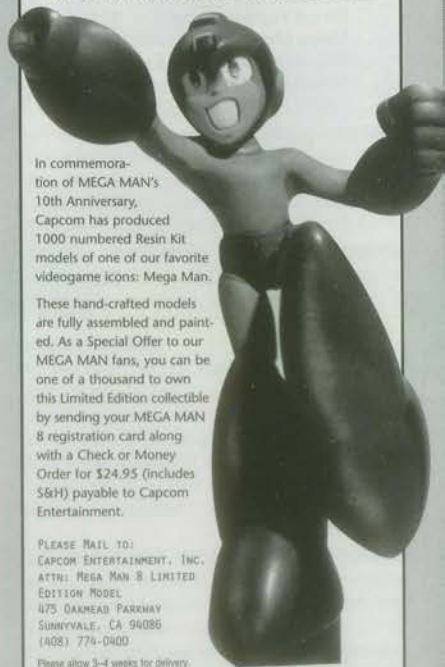 In commemora-
tion of MEGA MAN's
10th Anniversary,
Capcom has produced
1000 numbered Resin Kit
models of one of our favorite
videogame icons: Mega Man.
These hand-crafted models
are fully assembled and paint-
ed. As a Special Offer to our
MEGA MAN fans, you can be
one of a thousand to own
this Limited Edition collectible
by sending your MEGA MAN
8 registration card along
with a Check or Money
Order for $24.95 (includes
S&H) payable to Capcom
Entertainment.
PLEASE MAIL TO:
CAPCOM ENTERTAINMENT, INC.
ATTN: MEGA MAN 8 LIMITED
EDITION MODEL
475 OAKMEAD PARKWAY
SUNNYVALE, CA 94086
(408) 774-0400
Please allow 3-4 weeks for delivery.